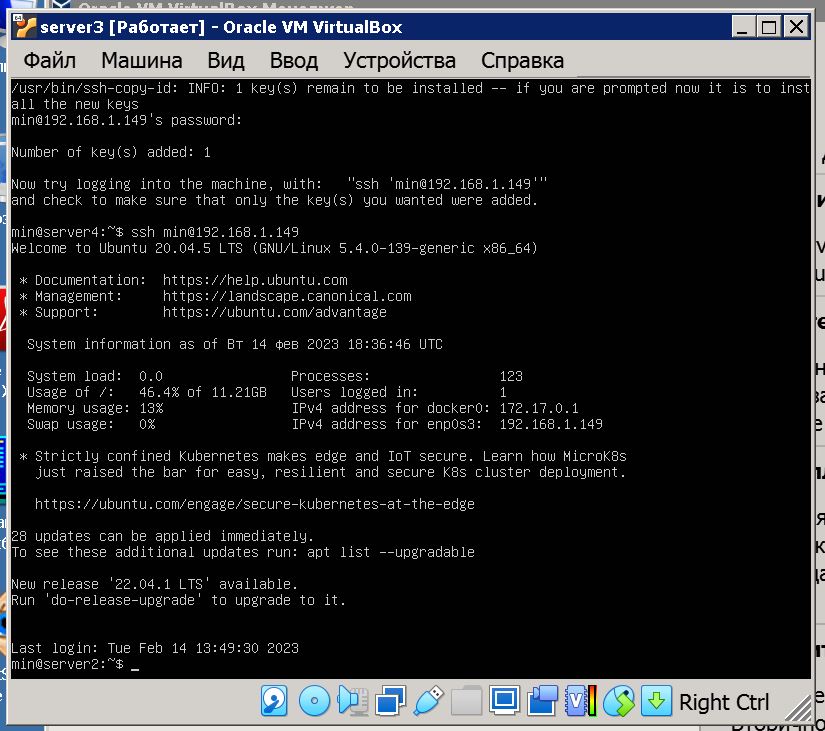 server3 [Работает] - Oracle VM VirtualBox
Файл Машина Вид Ввод Устройства Справка
/usr/bin/ssh-copy-id: INFO: 1 key(s) remain to be installed -- if you are prompted now it is to inst
all the new keys
min@192.168.1.149's password:
Number of key(s) added: 1
Now try logging into the machine, with:   "ssh 'min@192.168.1.149'"
and check to make sure that only the key(s) you wanted were added.
min@server4:~$ ssh min@192.168.1.149
Welcome to Ubuntu 20.04.5 LTS (GNU/Linux 5.4.0-139-generic x86_64)
* Documentation:  https://help.ubuntu.com
* Management:     https://landscape.canonical.com
* Support:        https://ubuntu.com/advantage
System information as of Вт 14 фев 2023 18:36:46 UTC
System load:  0.0                Processes:                123
Usage of /:   46.4% of 11.21GB   Users logged in:          1
Memory usage: 13%                IPv4 address for docker0: 172.17.0.1
Swap usage:   0%                 IPv4 address for enp0s3:  192.168.1.149
* Strictly confined Kubernetes makes edge and IoT secure. Learn how MicroK8s
just raised the bar for easy, resilient and secure K8s cluster deployment.
https://ubuntu.com/engage/secure-kubernetes-at-the-edge
28 updates can be applied immediately.
To see these additional updates run: apt list --upgradable
New release '22.04.1 LTS' available.
Run 'do-release-upgrade' to upgrade to it.
Last login: Tue Feb 14 13:49:30 2023
min@server2:~$ _
Right Ctrl